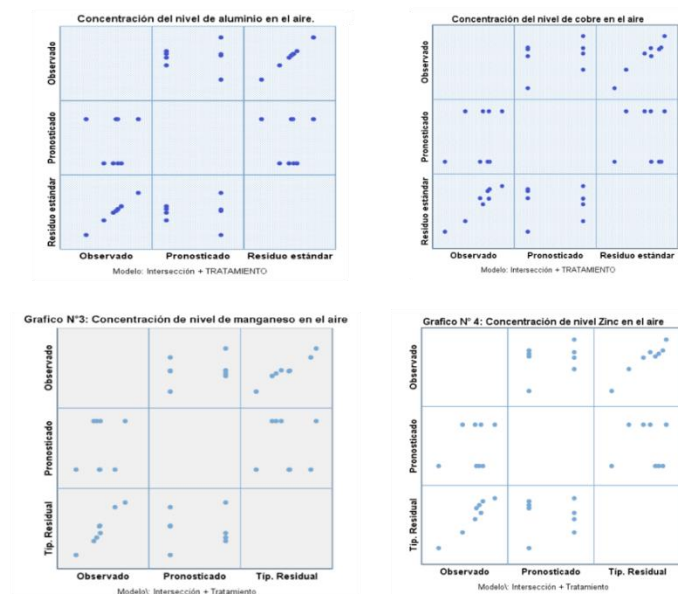 Concentración del nivel de aluminio en el aire.
Observado
Pronosticado
Residuo estándar
Observado Pronosticado Residuo estándar
Modelo: Intersección + TRATAMIENTO
Concentración del nivel de cobre en el aire
Observado
Pronosticado
Residuo estándar
Observado Pronosticado Residuo estándar
Modelo: Intersección + TRATAMIENTO
Grafico N°3: Concentración de nivel de manganeso en el aire
Observado
Pronosticado
Tip. Residual
Observado Pronosticado Tip. Residual
Modelo\: Intersección + Tratamiento
Grafico N° 4: Concentración de nivel Zinc en el aire
Observado
Pronosticado
Tip. Residual
Observado Pronosticado Tip. Residual
Modelo\: Intersección + Tratamiento